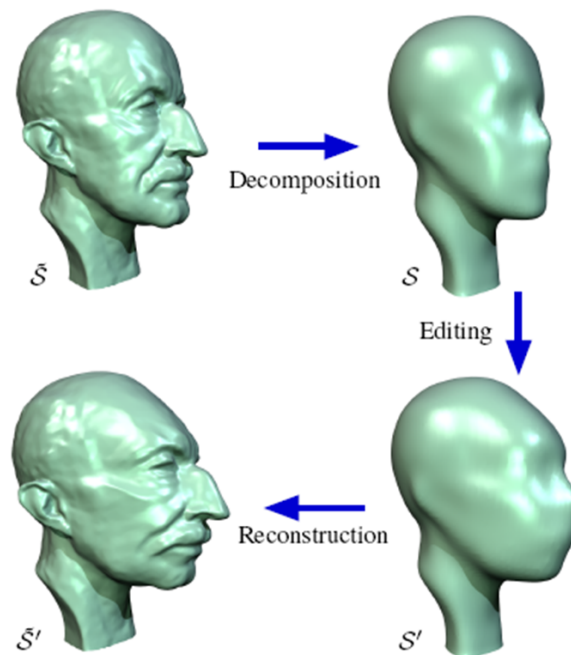 Decomposition
S̃
𝒮
Editing
Reconstruction
S̃′
𝒮′